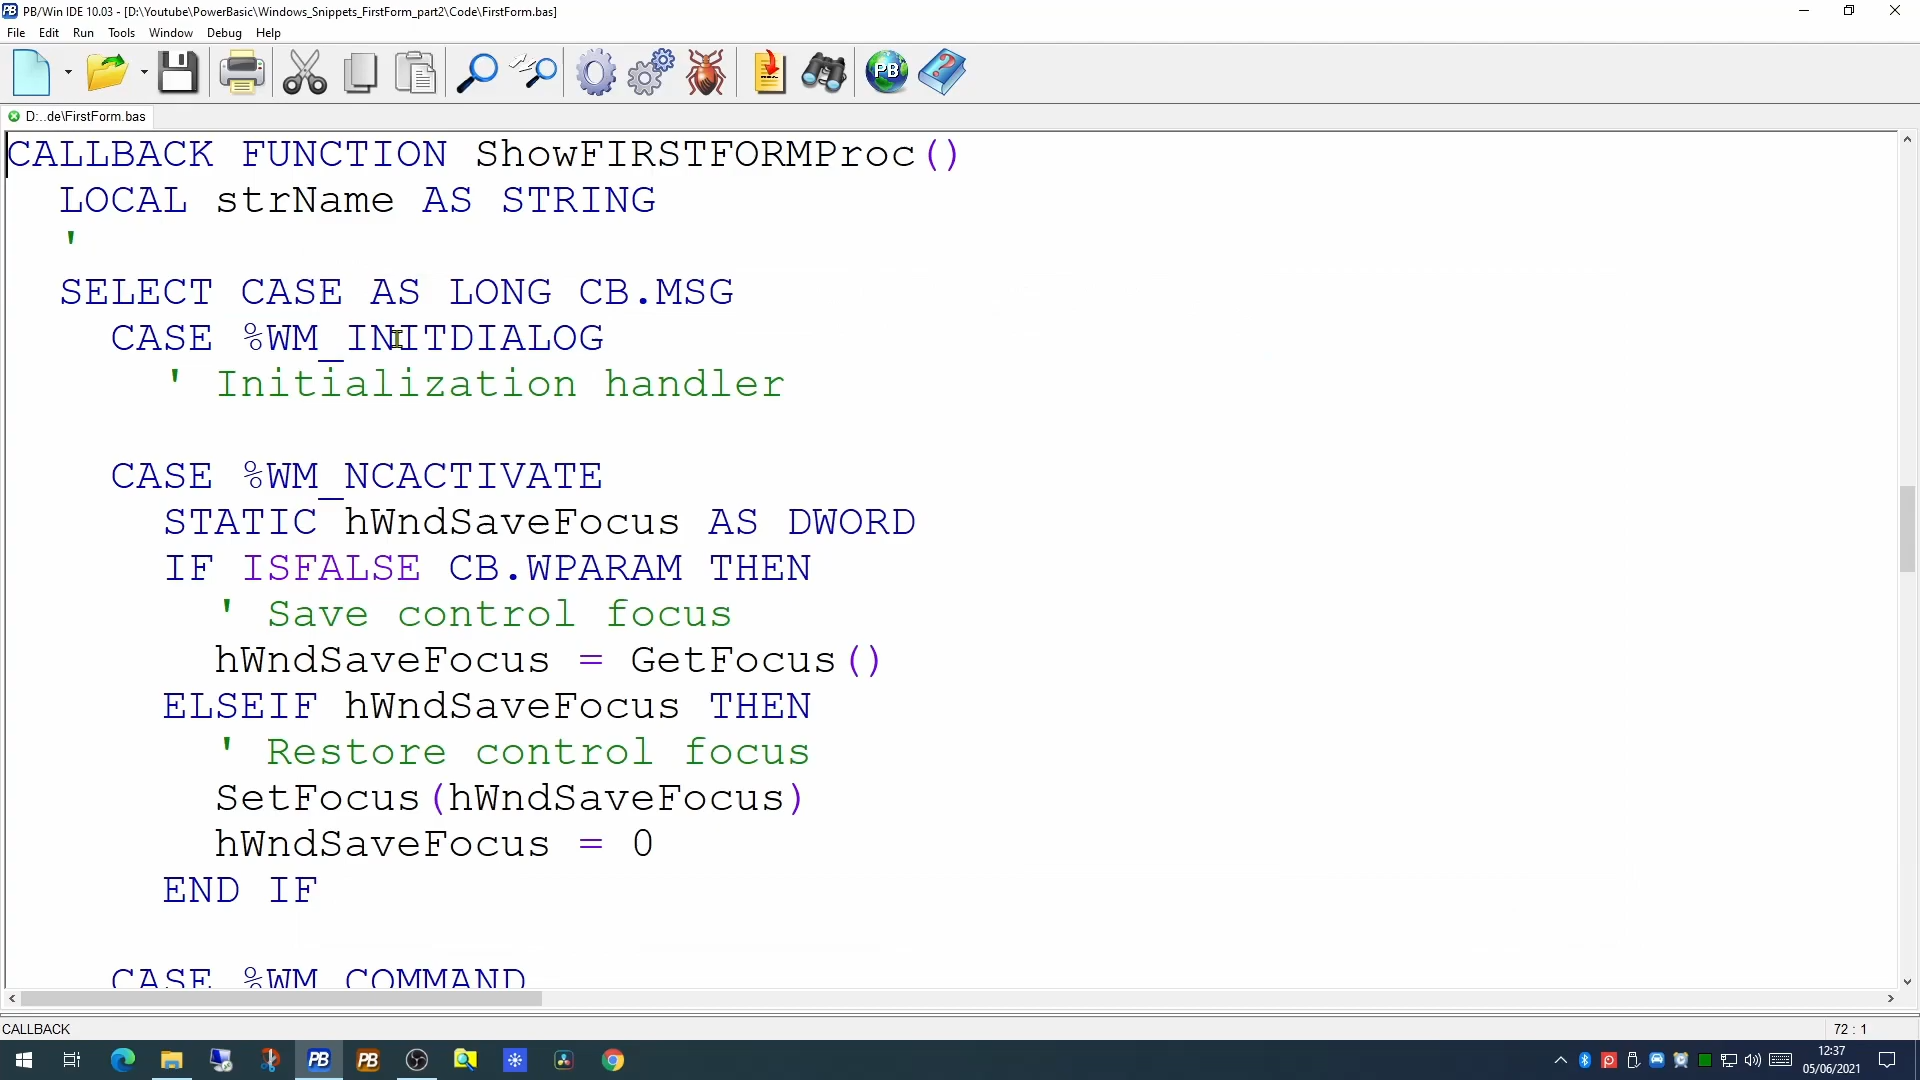 PB/Win IDE 10.03 - [D:\Youtube\PowerBasic\Windows_Snippets_FirstForm_part2\Code\FirstForm.bas]
File Edit Run Tools Window Debug Help
PB
D:..de\FirstForm.bas
CALLBACK FUNCTION ShowFIRSTFORMProc()
LOCAL strName AS STRING
'
SELECT CASE AS LONG CB.MSG
CASE %WM_INITDIALOG
' Initialization handler
CASE %WM_NCACTIVATE
STATIC hWndSaveFocus AS DWORD
IF ISFALSE CB.WPARAM THEN
' Save control focus
hWndSaveFocus = GetFocus()
ELSEIF hWndSaveFocus THEN
' Restore control focus
SetFocus(hWndSaveFocus)
hWndSaveFocus = 0
END IF
CASE %WM_COMMAND
CALLBACK
72 : 1
PB PB
12:37
05/06/2021